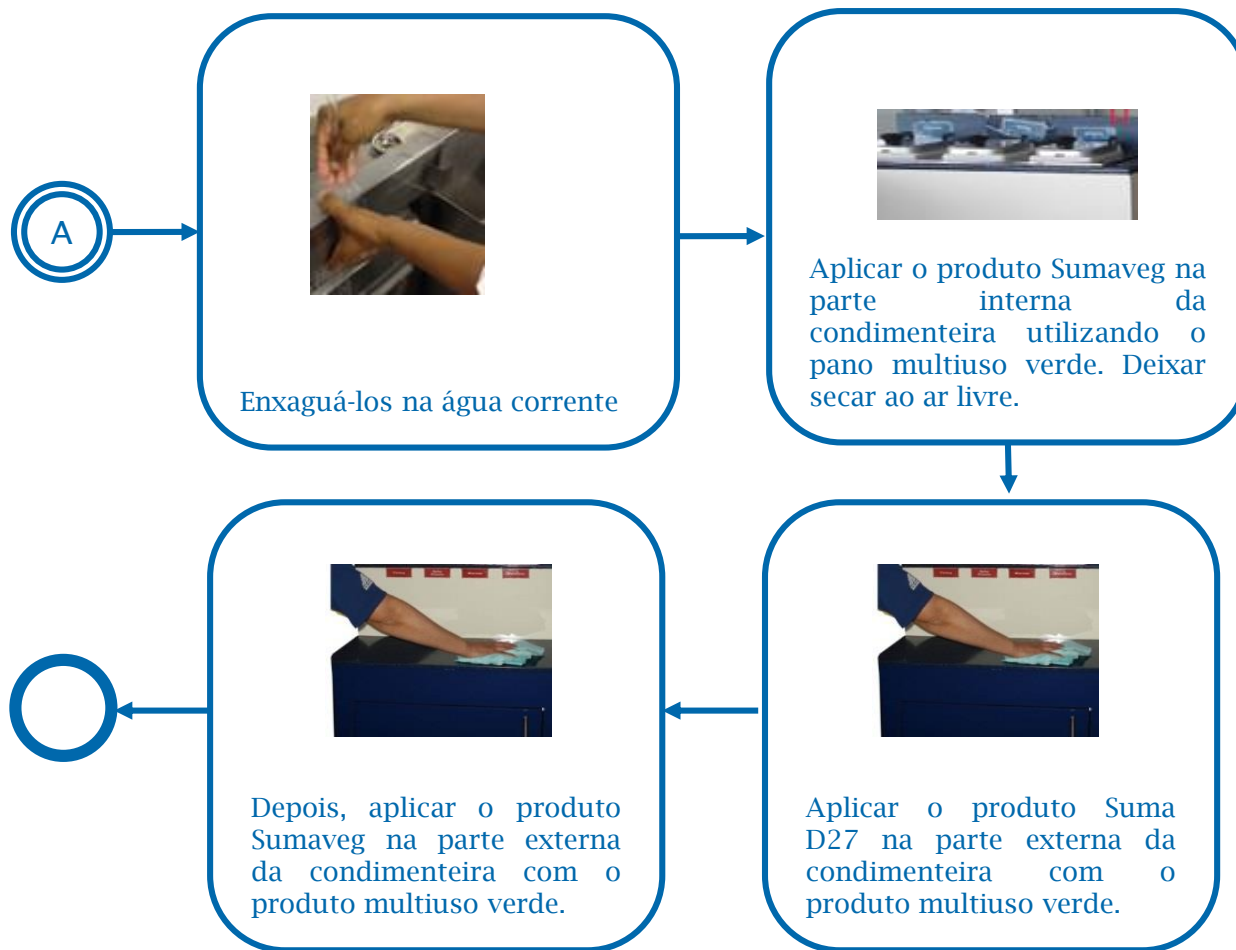 A
Enxaguá-los na água corrente
Aplicar o produto Sumaveg na
parte interna da
condimenteira utilizando o
pano multiuso verde. Deixar
secar ao ar livre.
Aplicar o produto Suma
D27 na parte externa da
condimenteira com o
produto multiuso verde.
Depois, aplicar o produto
Sumaveg na parte externa
da condimenteira com o
produto multiuso verde.